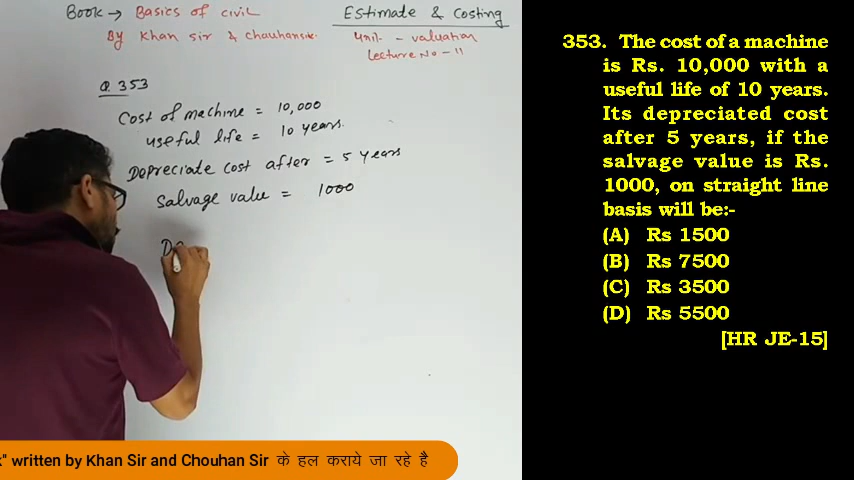 Book → Basics of civil
By Khan sir & chauhansir.
Estimate & Costing
Unit - valuation
Lecture No - 11
Q. 353
Cost of machine = 10,000
useful life = 10 years.
Depreciate cost after = 5 years
Salvage value = 1000
De
353. The cost of a machine
is Rs. 10,000 with a
useful life of 10 years.
Its depreciated cost
after 5 years, if the
salvage value is Rs.
1000, on straight line
basis will be:-
(A) Rs 1500
(B) Rs 7500
(C) Rs 3500
(D) Rs 5500
[HR JE-15]
" written by Khan Sir and Chouhan Sir के हल कराये जा रहे है